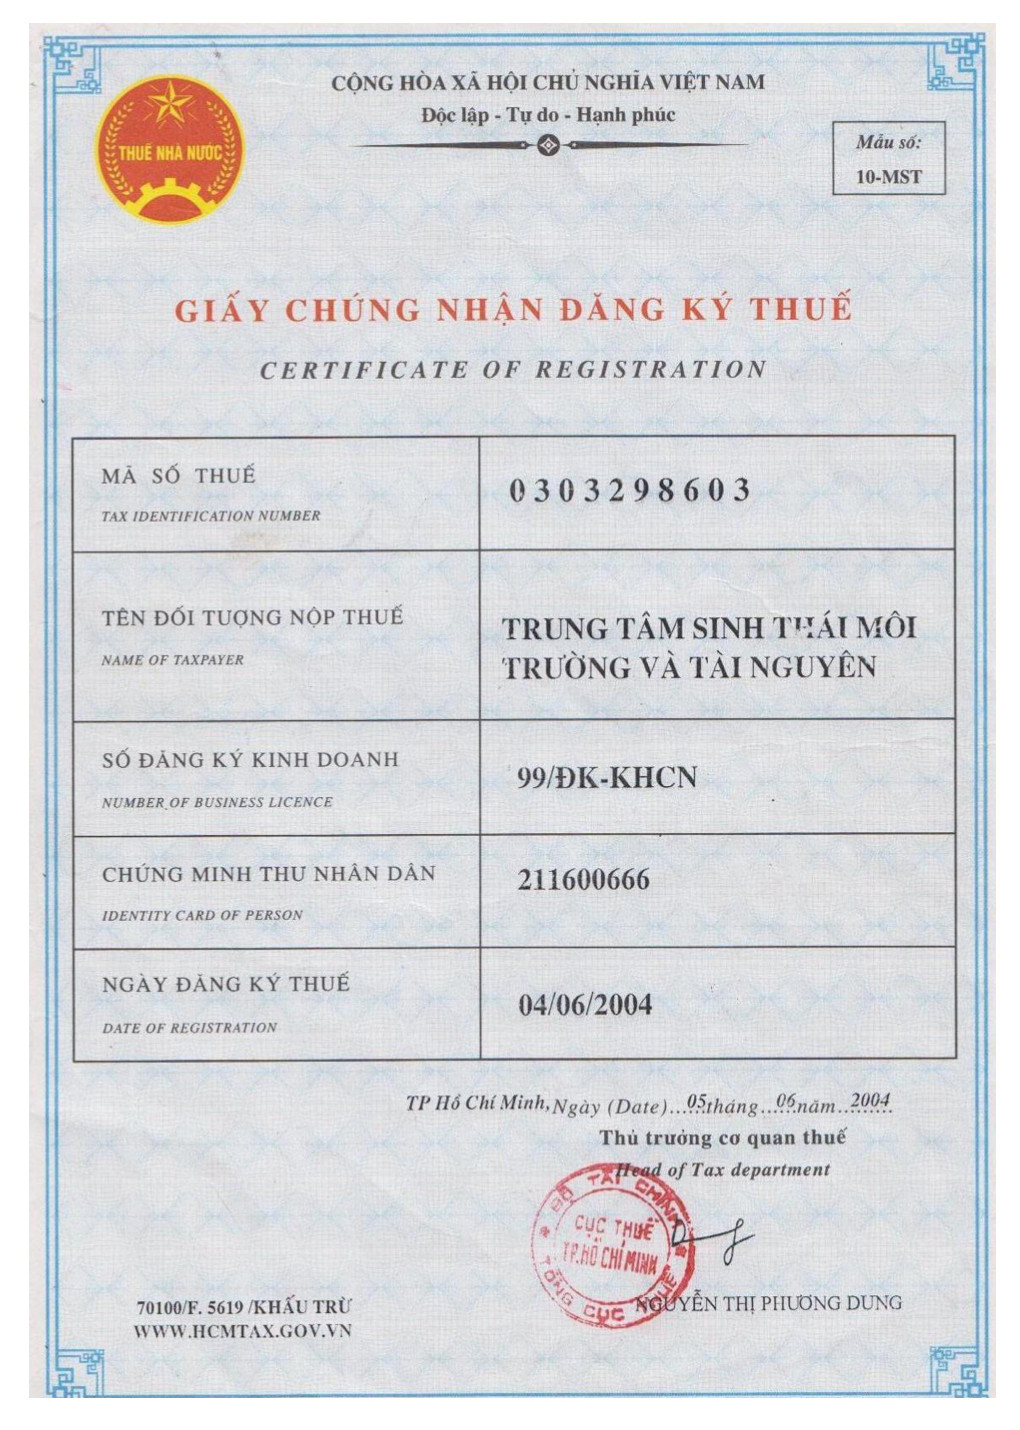 CỘNG HÒA XÃ HỘI CHỦ NGHĨA VIỆT NAM
Độc lập - Tự do - Hạnh phúc
THUẾ NHÀ NƯỚC
Mẫu số:
10-MST
GIẤY CHỨNG NHẬN ĐĂNG KÝ THUẾ
CERTIFICATE OF REGISTRATION
MÃ SỐ THUẾ
0303298603
TAX IDENTIFICATION NUMBER
TÊN ĐỐI TƯỢNG NỘP THUẾ
NAME OF TAXPAYER
TRUNG TÂM SINH THÁI MÔI
TRƯỜNG VÀ TÀI NGUYÊN
SỐ ĐĂNG KÝ KINH DOANH
NUMBER OF BUSINESS LICENCE
99/ĐK-KHCN
CHỨNG MINH THƯ NHÂN DÂN
IDENTITY CARD OF PERSON
211600666
NGÀY ĐĂNG KÝ THUẾ
DATE OF REGISTRATION
04/06/2004
TP Hồ Chí Minh, Ngày (Date)...05tháng...06.năm..2004
Thủ trưởng cơ quan thuế
Head of Tax department
BỘ TÀI CHÍNH
CỤC THUẾ
TP.HỒ CHÍ MINH
TỔNG CỤC THUẾ
NGUYỄN THỊ PHƯƠNG DUNG
70100/F. 5619 /KHẤU TRỪ
WWW.HCMTAX.GOV.VN